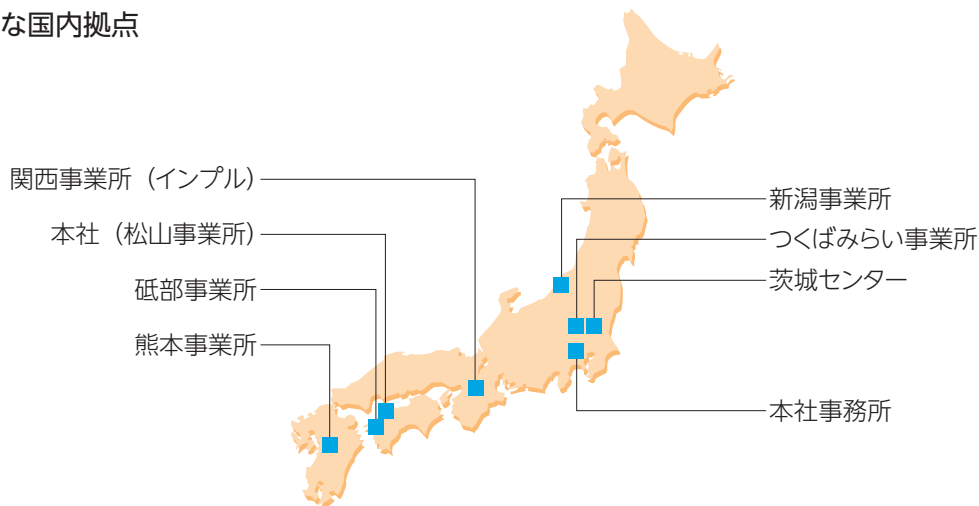 な国内拠点
関西事業所（インプル）
本社（松山事業所）
砥部事業所
熊本事業所
新潟事業所
つくばみらい事業所
茨城センター
本社事務所